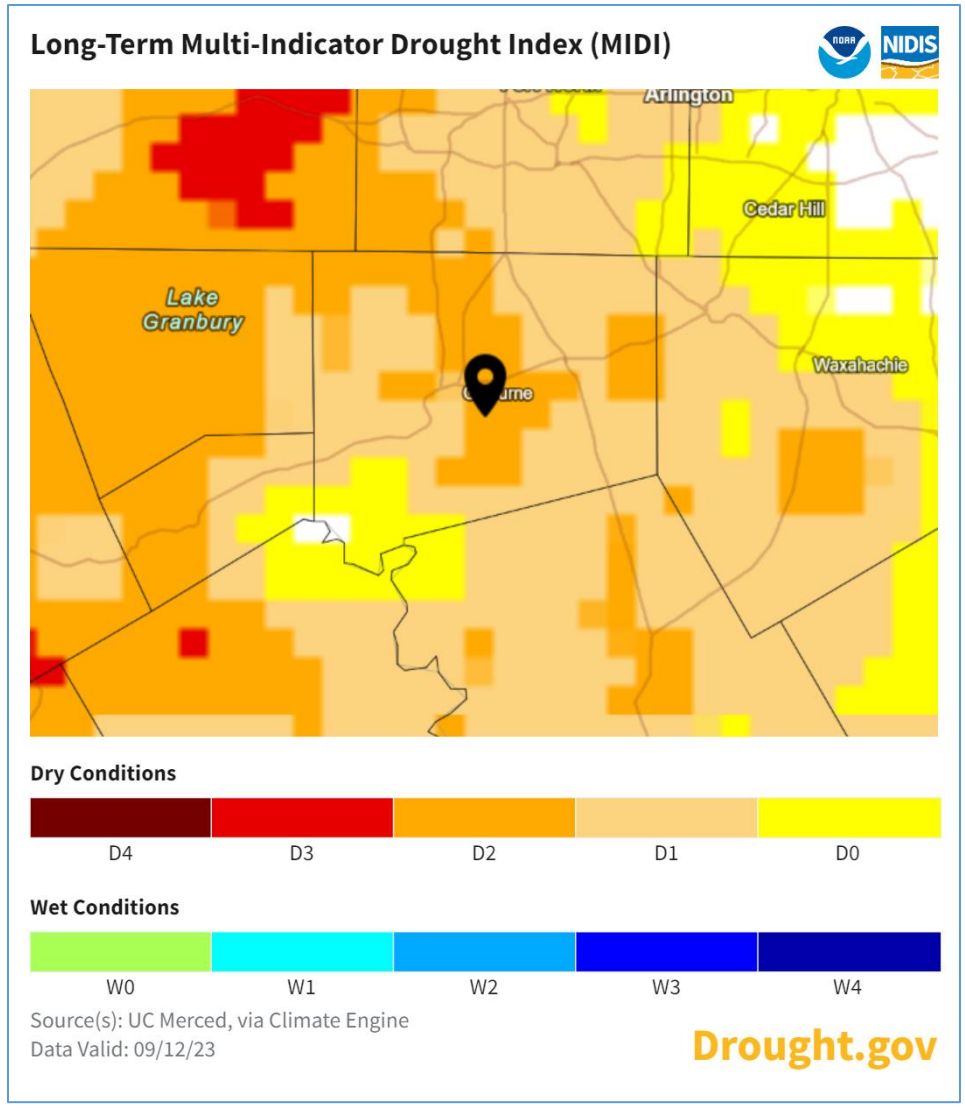 Long-Term Multi-Indicator Drought Index (MIDI)
NOAA
NIDIS
Arlington
Cedar Hill
Lake
Granbury
Waxahachie
Dry Conditions
D4 D3 D2 D1 D0
Wet Conditions
W0 W1 W2 W3 W4
Source(s): UC Merced, via Climate Engine
Data Valid: 09/12/23
Drought.gov